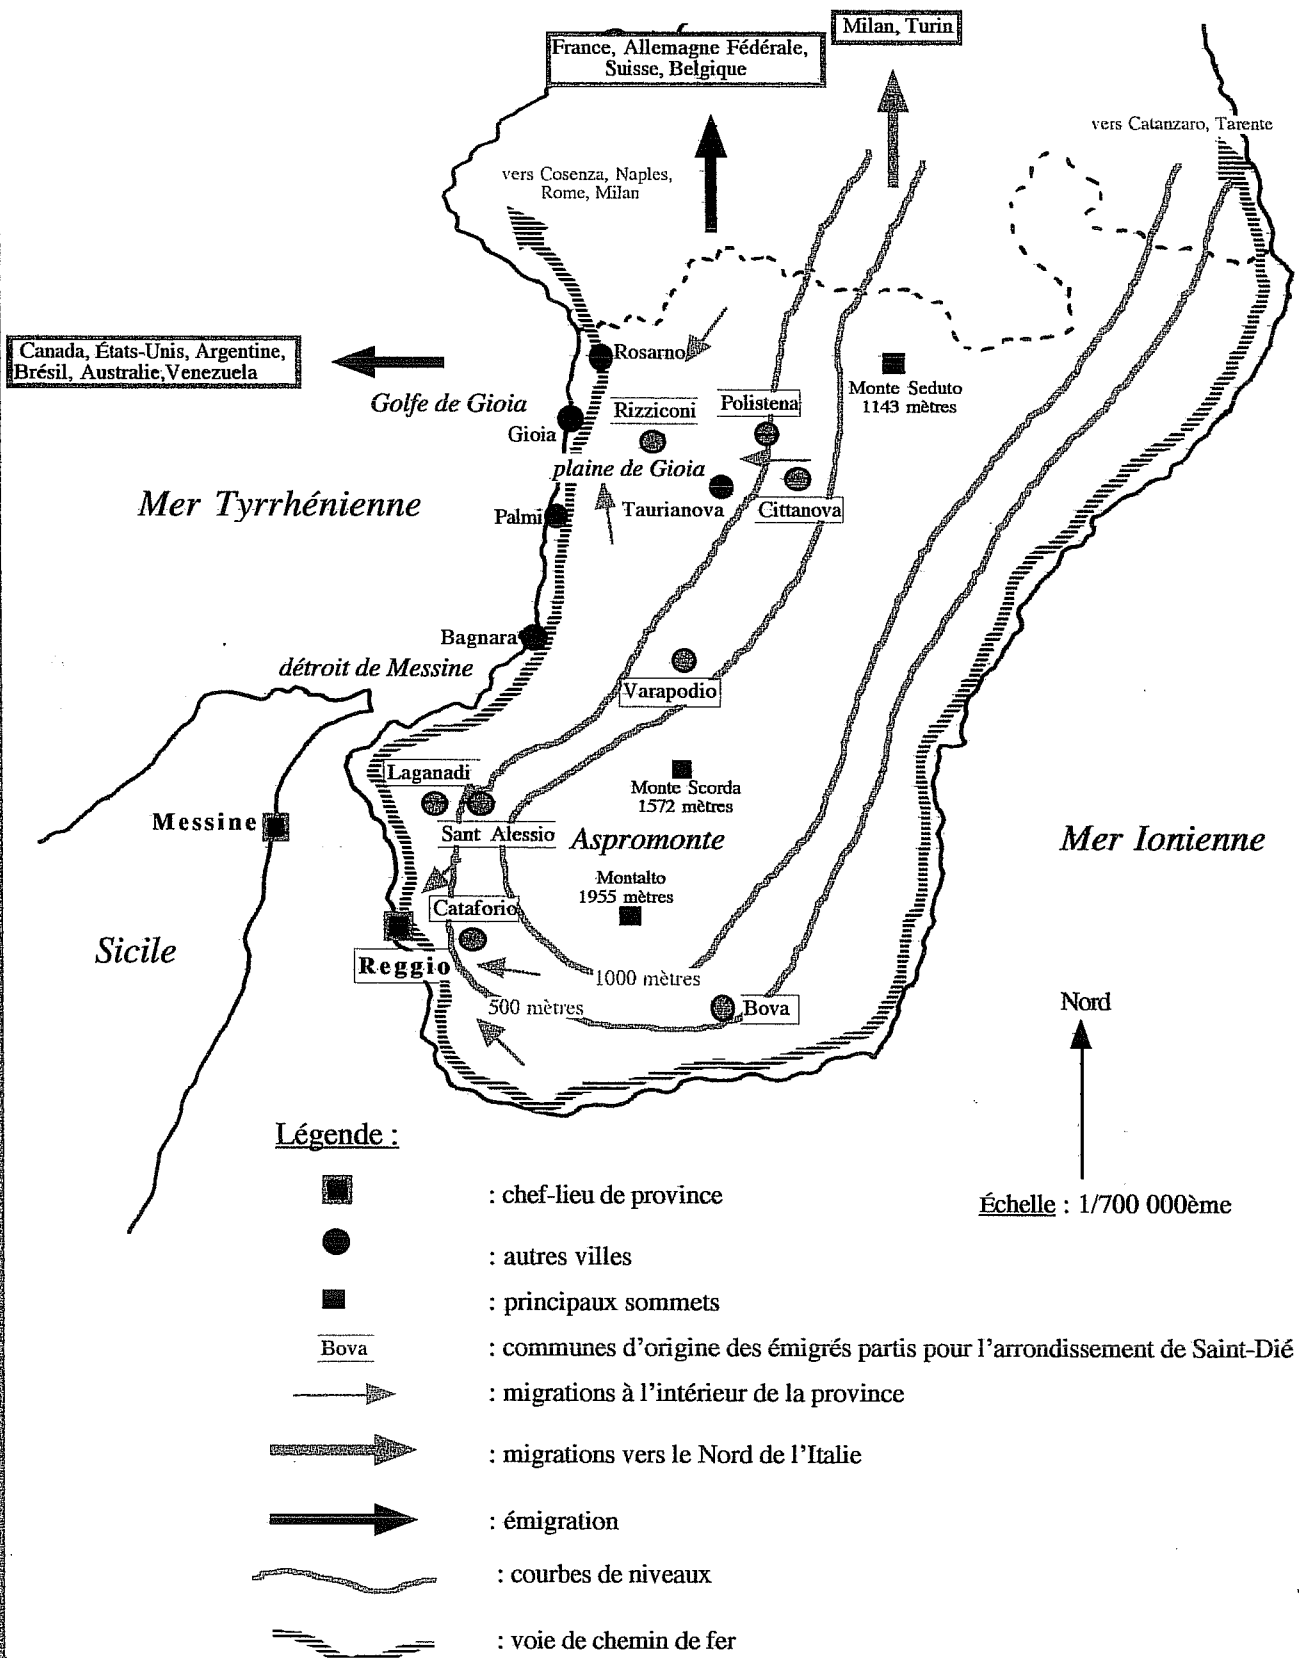 Milan, Turin
France, Allemagne Fédérale,
Suisse, Belgique
vers Catanzaro, Tarente
vers Cosenza, Naples,
Rome, Milan
Canada, États-Unis, Argentine,
Brésil, Australie,Venezuela
Rosarno
Monte Seduto
1143 mètres
Golfe de Gioia
Rizziconi
Polistena
Gioia
plaine de Gioia
Mer Tyrrhénienne
Palmi
Taurianova
Cittanova
Bagnara
détroit de Messine
Varapodio
Laganadi
Monte Scorda
1572 mètres
Messine
Sant Alessio
Aspromonte
Mer Ionienne
Montalto
1955 mètres
Cataforio
Sicile
Reggio
1000 mètres
500 mètres
Bova
Nord
Légende :
: chef-lieu de province
Échelle : 1/700 000ème
: autres villes
: principaux sommets
Bova
: communes d'origine des émigrés partis pour l'arrondissement de Saint-Dié
: migrations à l'intérieur de la province
: migrations vers le Nord de l'Italie
: émigration
: courbes de niveaux
: voie de chemin de fer